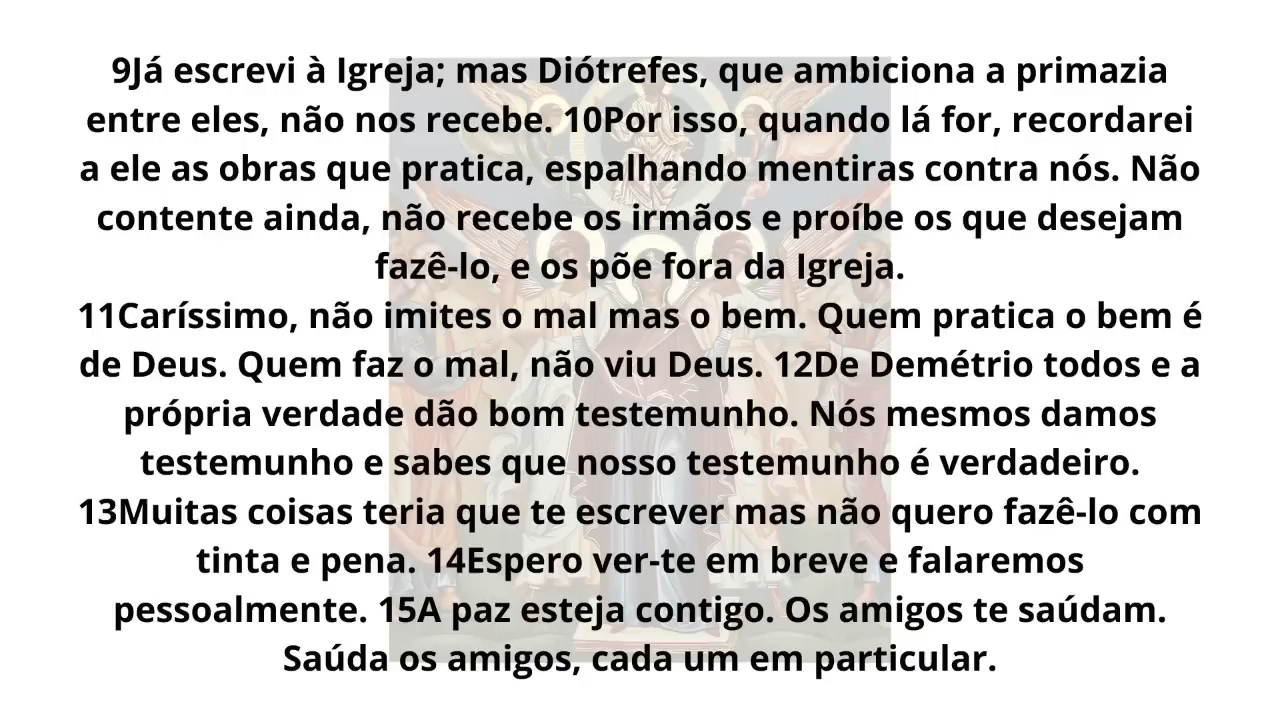 9Já escrevi à Igreja; mas Diótrefes, que ambiciona a primazia
entre eles, não nos recebe. 10Por isso, quando lá for, recordarei
a ele as obras que pratica, espalhando mentiras contra nós. Não
contente ainda, não recebe os irmãos e proíbe os que desejam
fazê-lo, e os põe fora da Igreja.
11Caríssimo, não imites o mal mas o bem. Quem pratica o bem é
de Deus. Quem faz o mal, não viu Deus. 12De Demétrio todos e a
própria verdade dão bom testemunho. Nós mesmos damos
testemunho e sabes que nosso testemunho é verdadeiro.
13Muitas coisas teria que te escrever mas não quero fazê-lo com
tinta e pena. 14Espero ver-te em breve e falaremos
pessoalmente. 15A paz esteja contigo. Os amigos te saúdam.
Saúda os amigos, cada um em particular.